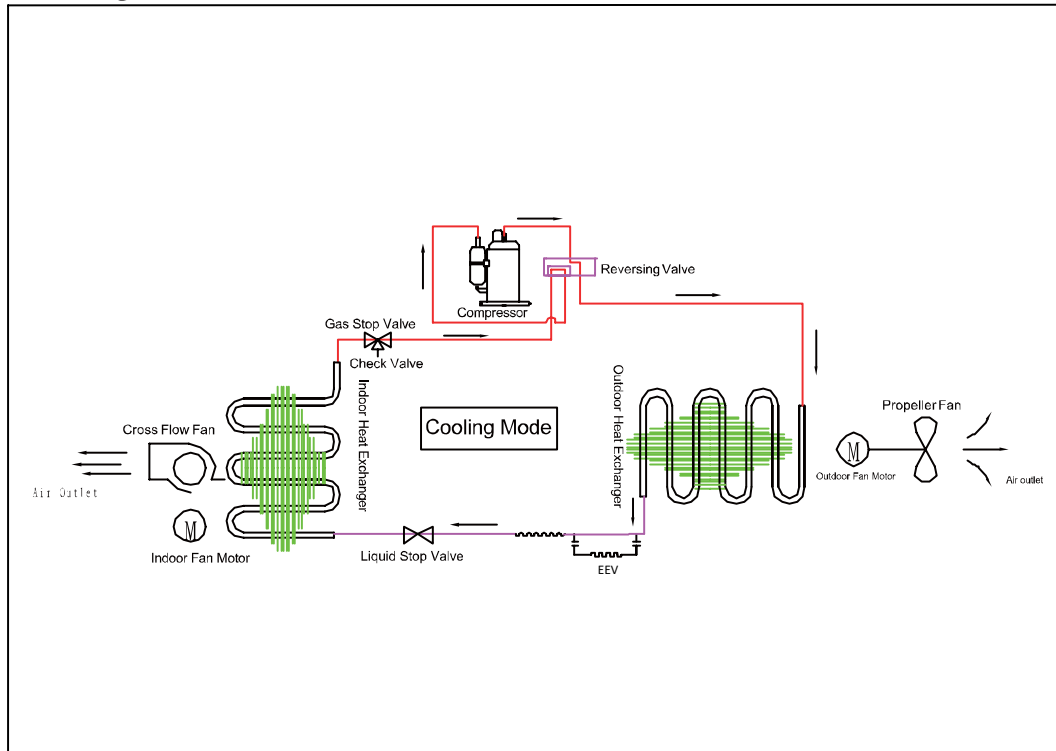 Reversing Valve
Compressor
Gas Stop Valve
Check Valve
Indoor Heat Exchanger
Outdoor Heat Exchanger
Cooling Mode
Propeller Fan
Cross Flow Fan
Air Outlet
M
Outdoor Fan Motor
Air outlet
M
Indoor Fan Motor
Liquid Stop Valve
EEV